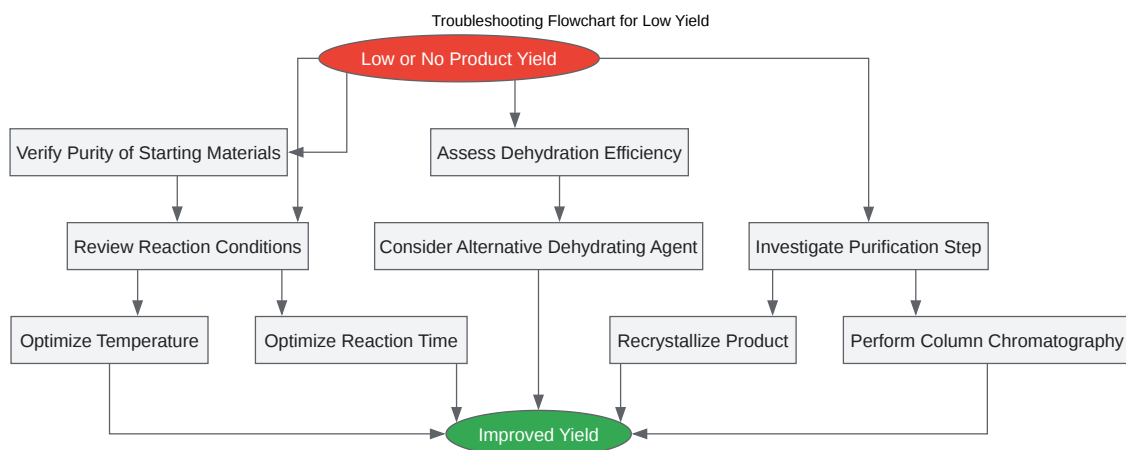 Troubleshooting Flowchart for Low Yield
Low or No Product Yield
Verify Purity of Starting Materials
Assess Dehydration Efficiency
Review Reaction Conditions
Consider Alternative Dehydrating Agent
Investigate Purification Step
Optimize Temperature
Optimize Reaction Time
Recrystallize Product
Perform Column Chromatography
Improved Yield